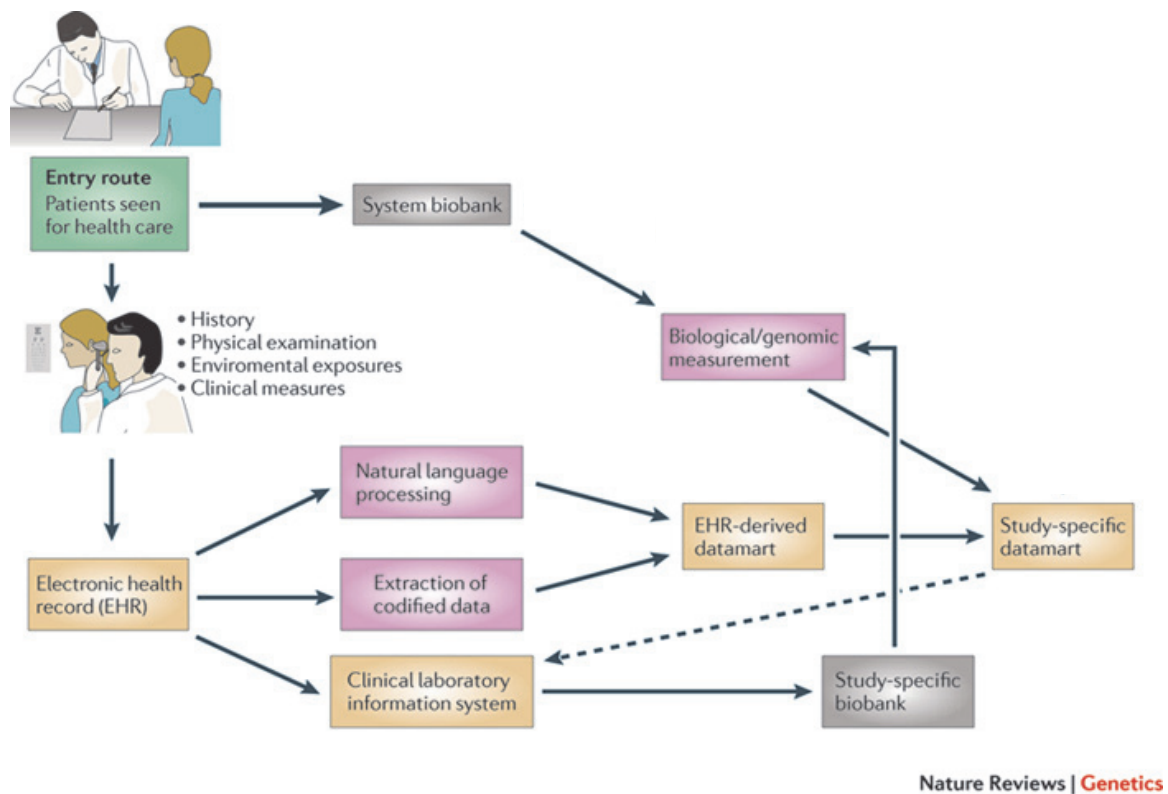 Entry route
Patients seen
for health care
System biobank
• History
• Physical examination
• Enviromental exposures
• Clinical measures
Biological/genomic
measurement
Natural language
processing
EHR-derived
datamart
Study-specific
datamart
Electronic health
record (EHR)
Extraction of
codified data
Clinical laboratory
information system
Study-specific
biobank
Nature Reviews | Genetics